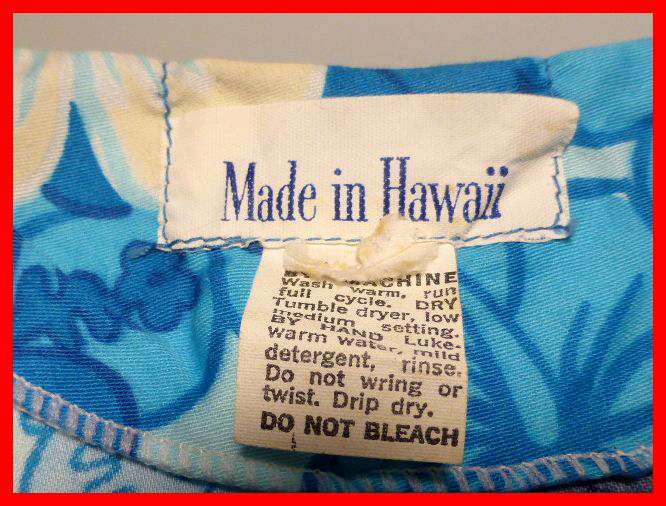 Made in Hawaii
BY MACHINE
Wash warm, run
full cycle. DRY
Tumble dryer, low
medium setting.
BY HAND Luke-
warm water, mild
detergent, rinse.
Do not wring or
twist. Drip dry.
DO NOT BLEACH